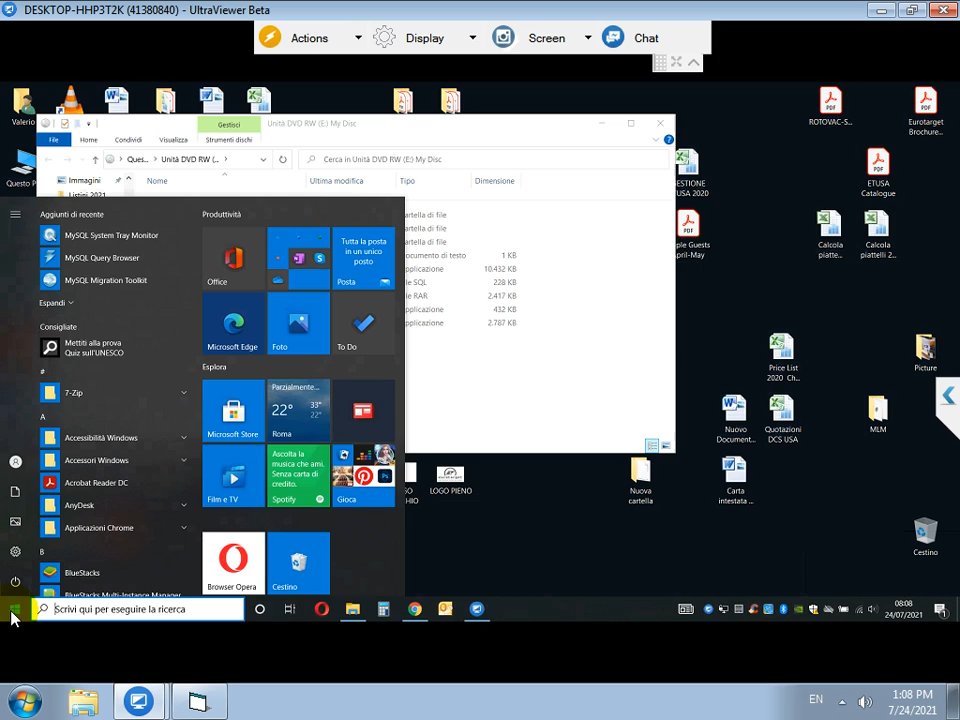 DESKTOP-HHP3T2K (41380840) - UltraViewer Beta
Actions
Display
Screen
Chat
Valerio
Gestisci
Unità DVD RW (E:) My Disc
File
Home
Condividi
Visualizza
Strumenti dischi
Ques...
Unità DVD RW (...
Cerca in Unità DVD RW (E:) My Disc
Immagini
Nome
Ultima modifica
Tipo
Dimensione
Listini 2021
Questo P
ROTOVAC-S...
Eurotarget
Brochure...
GESTIONE
ETUSA 2020
ETUSA
Catalogue
ple Guests
April-May
Calcola
piatte...
Calcola
piattelli 2...
Aggiunti di recente
MySQL System Tray Monitor
MySQL Query Browser
MySQL Migration Toolkit
Espandi
Consigliate
Mettiti alla prova
Quiz sull'UNESCO
#
7-Zip
A
Accessibilità Windows
Accessori Windows
Acrobat Reader DC
AnyDesk
Applicazioni Chrome
B
BlueStacks
BlueStacks Multi-Instance Manager
Produttività
Office
Tutta la posta
in un unico
posto
Posta
Microsoft Edge
Foto
To Do
Esplora
Microsoft Store
Parzialmente...
22°
33°
22°
Roma
Film e TV
Ascolta la
musica che ami.
Senza carta di
credito.
Spotify
Gioca
Browser Opera
Cestino
artella di file
artella di file
artella di file
ocumento di testo
1 KB
pplicazione
10.432 KB
le SQL
228 KB
le RAR
2.417 KB
pplicazione
432 KB
pplicazione
2.787 KB
Price List
2020 Ch...
Picture
Nuovo
Document...
Quotazioni
DCS USA
MLM
LOGO PIENO
Nuova
cartella
Carta
intestata ...
Cestino
Scrivi qui per eseguire la ricerca
08:08
24/07/2021
EN
1:08 PM
7/24/2021